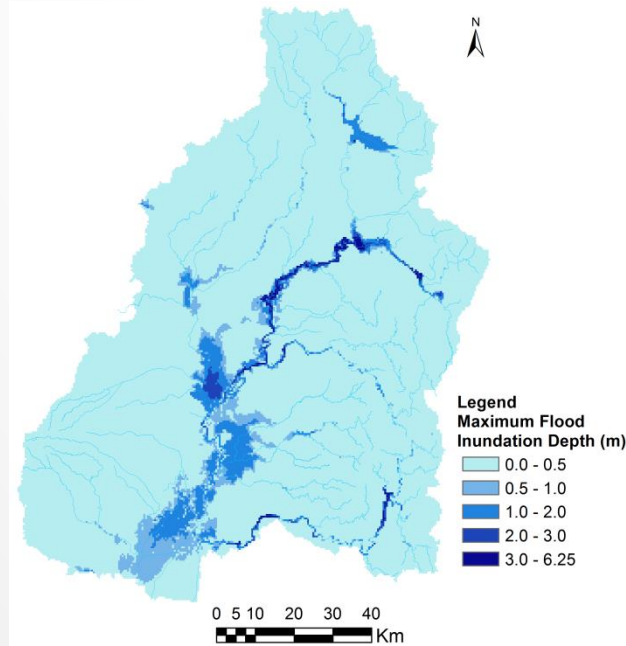 N
Legend
Maximum Flood
Inundation Depth (m)
0.0 - 0.5
0.5 - 1.0
1.0 - 2.0
2.0 - 3.0
3.0 - 6.25
0 5 10 20 30 40
Km